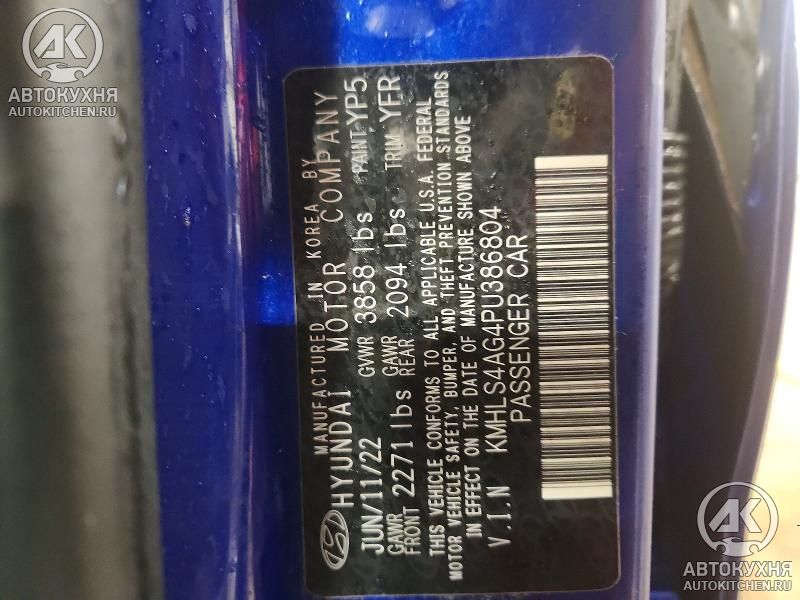 AK
АВТОКУХНЯ
AUTOKITCHEN.RU
MANUFACTURED IN KOREA BY
HYUNDAI MOTOR COMPANY
JUN/11/22 GVWR 3858 lbs PAINT YP5
GAWR FRONT 2271 lbs GAWR REAR 2094 lbs TRIM YFR
THIS VEHICLE CONFORMS TO ALL APPLICABLE U.S.A. FEDERAL
MOTOR VEHICLE SAFETY, BUMPER, AND THEFT PREVENTION STANDARDS
IN EFFECT ON THE DATE OF MANUFACTURE SHOWN ABOVE
V.I.N KMHLS4AG4PU386804
PASSENGER CAR
AK
АВТОКУХНЯ
AUTOKITCHEN.RU